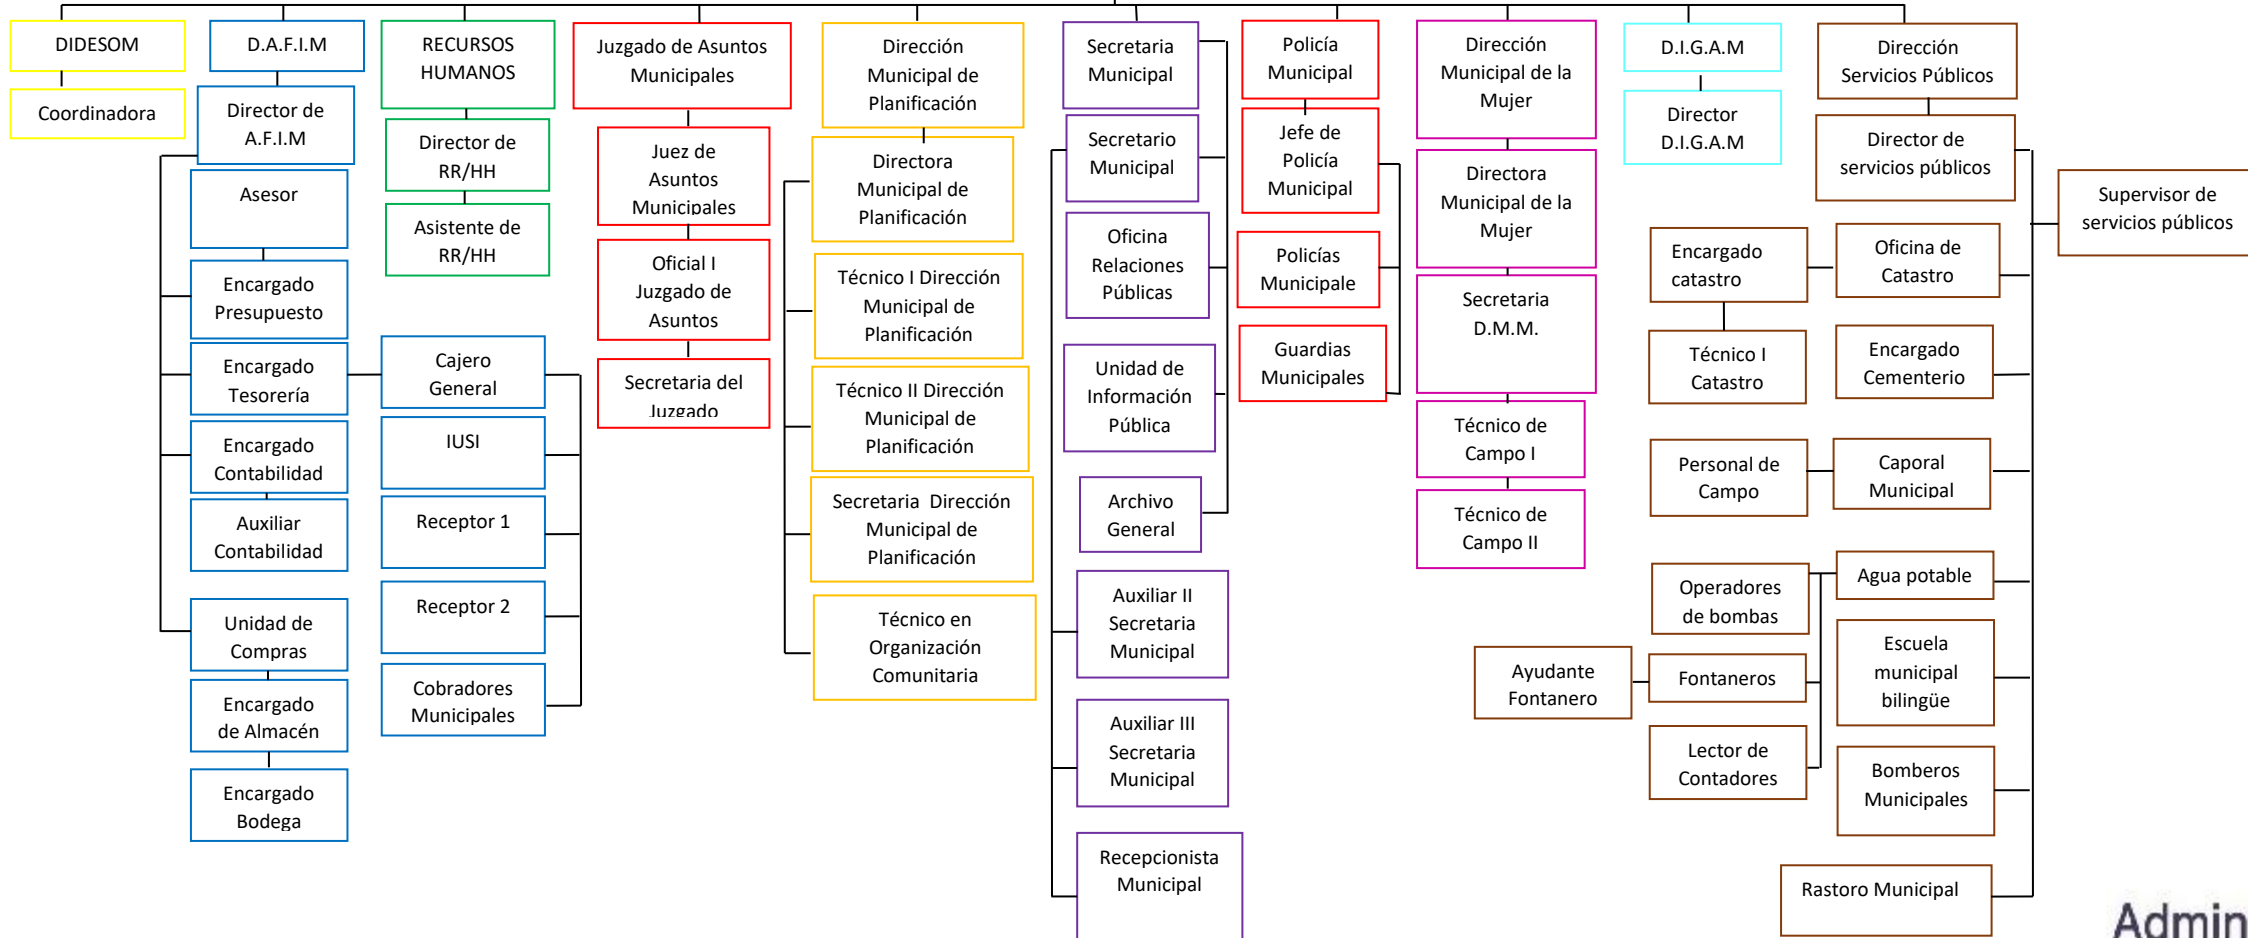 DIDESOM
Coordinadora
D.A.F.I.M
Director de
A.F.I.M
Asesor
Encargado
Presupuesto
Encargado
Tesorería
Encargado
Contabilidad
Auxiliar
Contabilidad
Unidad de
Compras
Encargado
de Almacén
Encargado
Bodega
RECURSOS
HUMANOS
Director de
RR/HH
Asistente de
RR/HH
Cajero
General
IUSI
Receptor 1
Receptor 2
Cobradores
Municipales
Juzgado de Asuntos
Municipales
Juez de
Asuntos
Municipales
Oficial I
Juzgado de
Asuntos
Secretaria del
Juzgado
Dirección
Municipal de
Planificación
Directora
Municipal de
Planificación
Técnico I Dirección
Municipal de
Planificación
Técnico II Dirección
Municipal de
Planificación
Secretaria Dirección
Municipal de
Planificación
Técnico en
Organización
Comunitaria
Secretaria
Municipal
Secretario
Municipal
Oficina
Relaciones
Públicas
Unidad de
Información
Pública
Archivo
General
Auxiliar II
Secretaria
Municipal
Auxiliar III
Secretaria
Municipal
Recepcionista
Municipal
Policía
Municipal
Jefe de
Policía
Municipal
Policías
Municipale
Guardias
Municipales
Dirección
Municipal de la
Mujer
Directora
Municipal de la
Mujer
Secretaria
D.M.M.
Técnico de
Campo I
Técnico de
Campo II
D.I.G.A.M
Director
D.I.G.A.M
Dirección
Servicios Públicos
Director de
servicios públicos
Supervisor de
servicios públicos
Encargado
catastro
Oficina de
Catastro
Técnico I
Catastro
Encargado
Cementerio
Personal de
Campo
Caporal
Municipal
Operadores
de bombas
Agua potable
Ayudante
Fontanero
Fontaneros
Escuela
municipal
bilingüe
Lector de
Contadores
Bomberos
Municipales
Rastoro Municipal
Admin